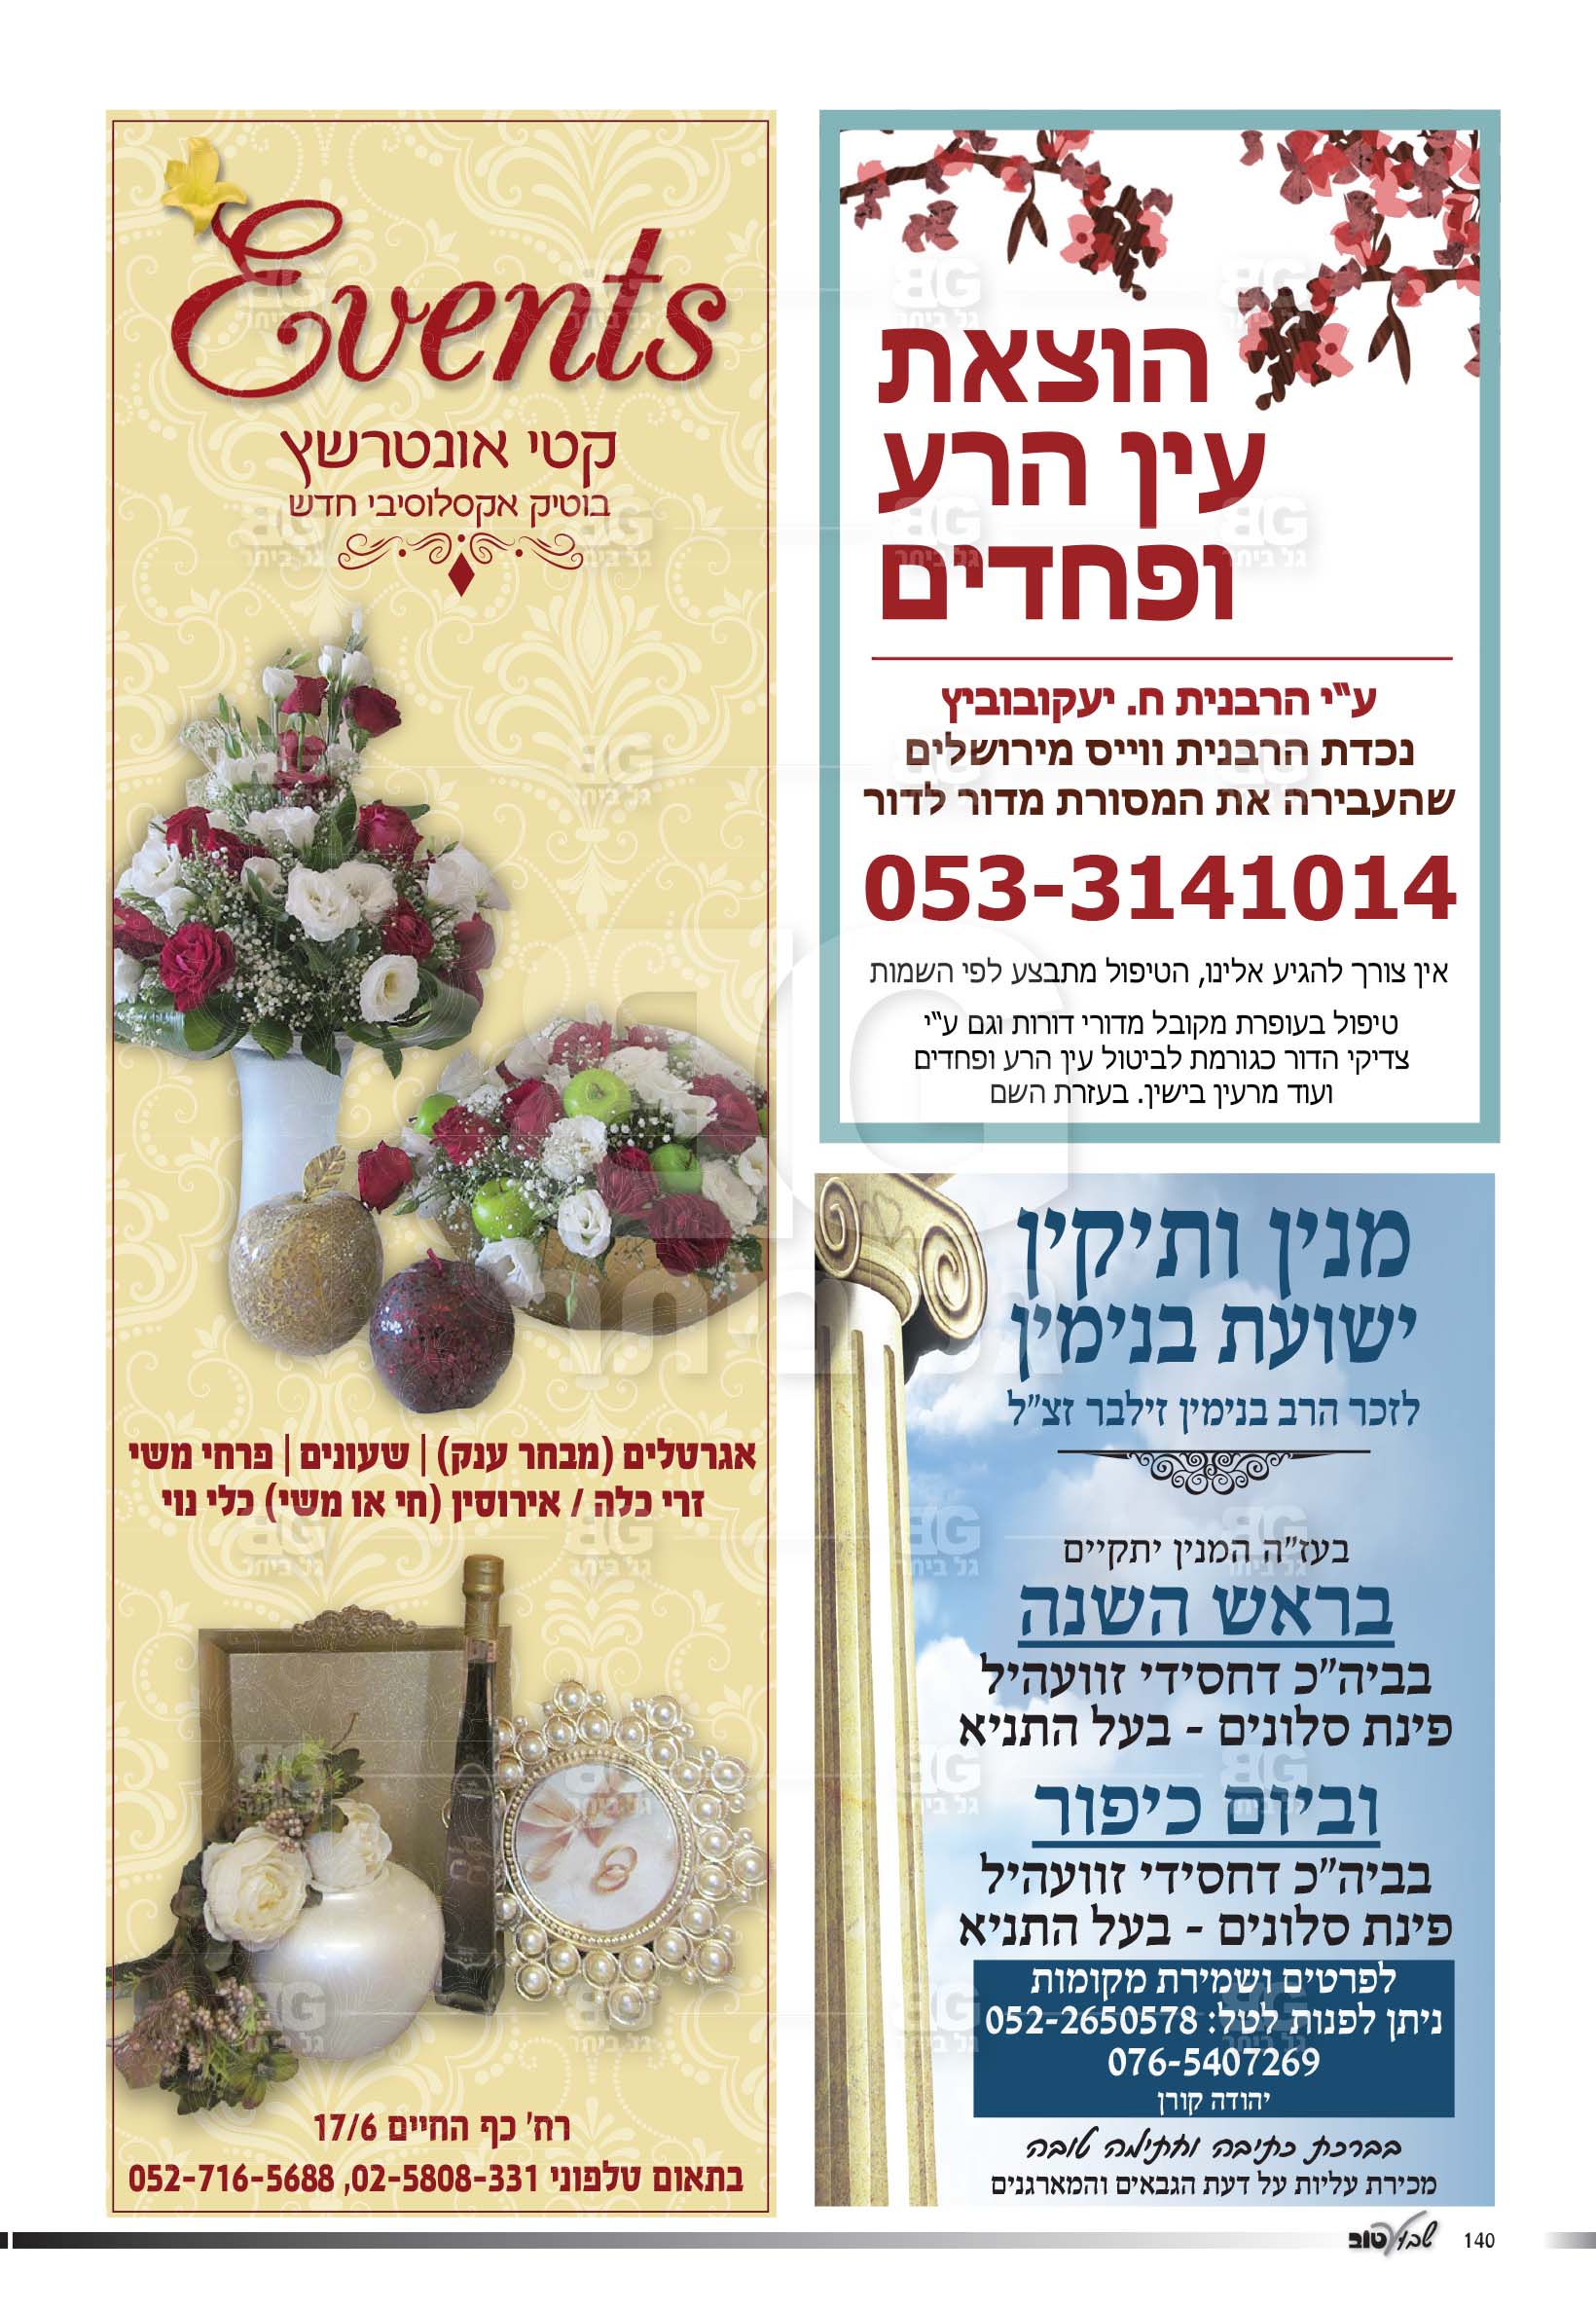 הוצאת
עין הרע
ופחדים
ע"י הרבנית ח. יעקובוביץ
נכדת הרבנית ווייס מירושלים
שהעבירה את המסורת מדור לדור
053-3141014
אין צורך להגיע אלינו, הטיפול מתבצע לפי השמות
טיפול בעופרת מקובל מדורי דורות וגם ע"י
צדיקי הדור כגורמת לביטול עין הרע ופחדים
ועוד מרעין בישין. בעזרת השם
מנין ותיקין
ישועת בנימין
לזכר הרב בנימין זילבר זצ"ל
בעז"ה המנין יתקיים
בראש השנה
בביה"כ דחסידי זוועהיל
פינת סלונים - בעל התניא
וביום כיפור
בביה"כ דחסידי זוועהיל
פינת סלונים - בעל התניא
לפרטים ושמירת מקומות
ניתן לפנות לטל: 052-2650578
076-5407269
יהודה קורן
בברכת כתיבה וחתימה טובה
מכירת עליות על דעת הגבאים והמארגנים
Events
קטי אונטרשץ
בוטיק אקסלוסיבי חדש
אגרטלים (מבחר ענק) | שעונים | פרחי משי
זרי כלה / אירוסין (חי או משי) כלי נוי
רח' כף החיים 17/6
בתאום טלפוני 02-5808-331, 052-716-5688
שבוע טוב 140
BG
גל ביתר